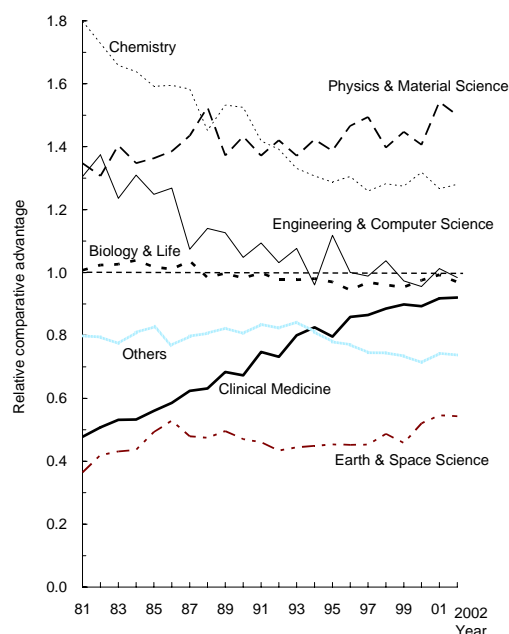 1.8
Chemistry
1.6
Physics & Material Science
1.4
1.2
Engineering & Computer Science
Biology & Life
1.0
Relative comparative advantage
0.8
Others
Clinical Medicine
0.6
0.4
Earth & Space Science
0.2
0.0
81 83 85 87 89 91 93 95 97 99 01 2002
Year